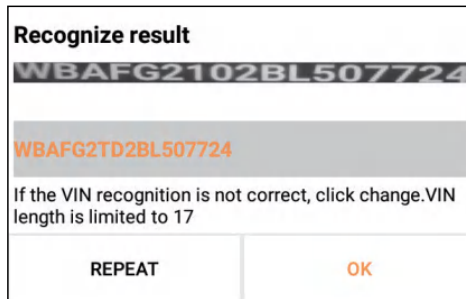 Recognize result
WBAFG2102BL507724
WBAFG2TD2BL507724
If the VIN recognition is not correct, click change.VIN
length is limited to 17
REPEAT
OK